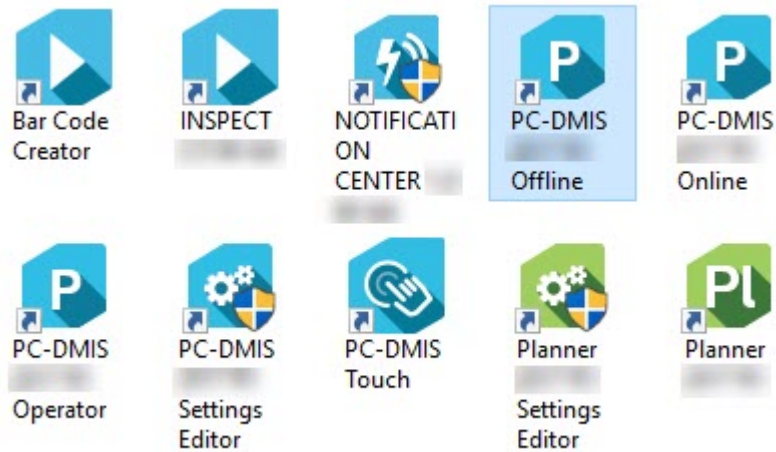 Bar Code
Creator
INSPECT
NOTIFICATI
ON
CENTER
P
PC-DMIS
Offline
P
PC-DMIS
Online
P
PC-DMIS
Operator
PC-DMIS
Settings
Editor
PC-DMIS
Touch
Planner
Settings
Editor
Pl
Planner